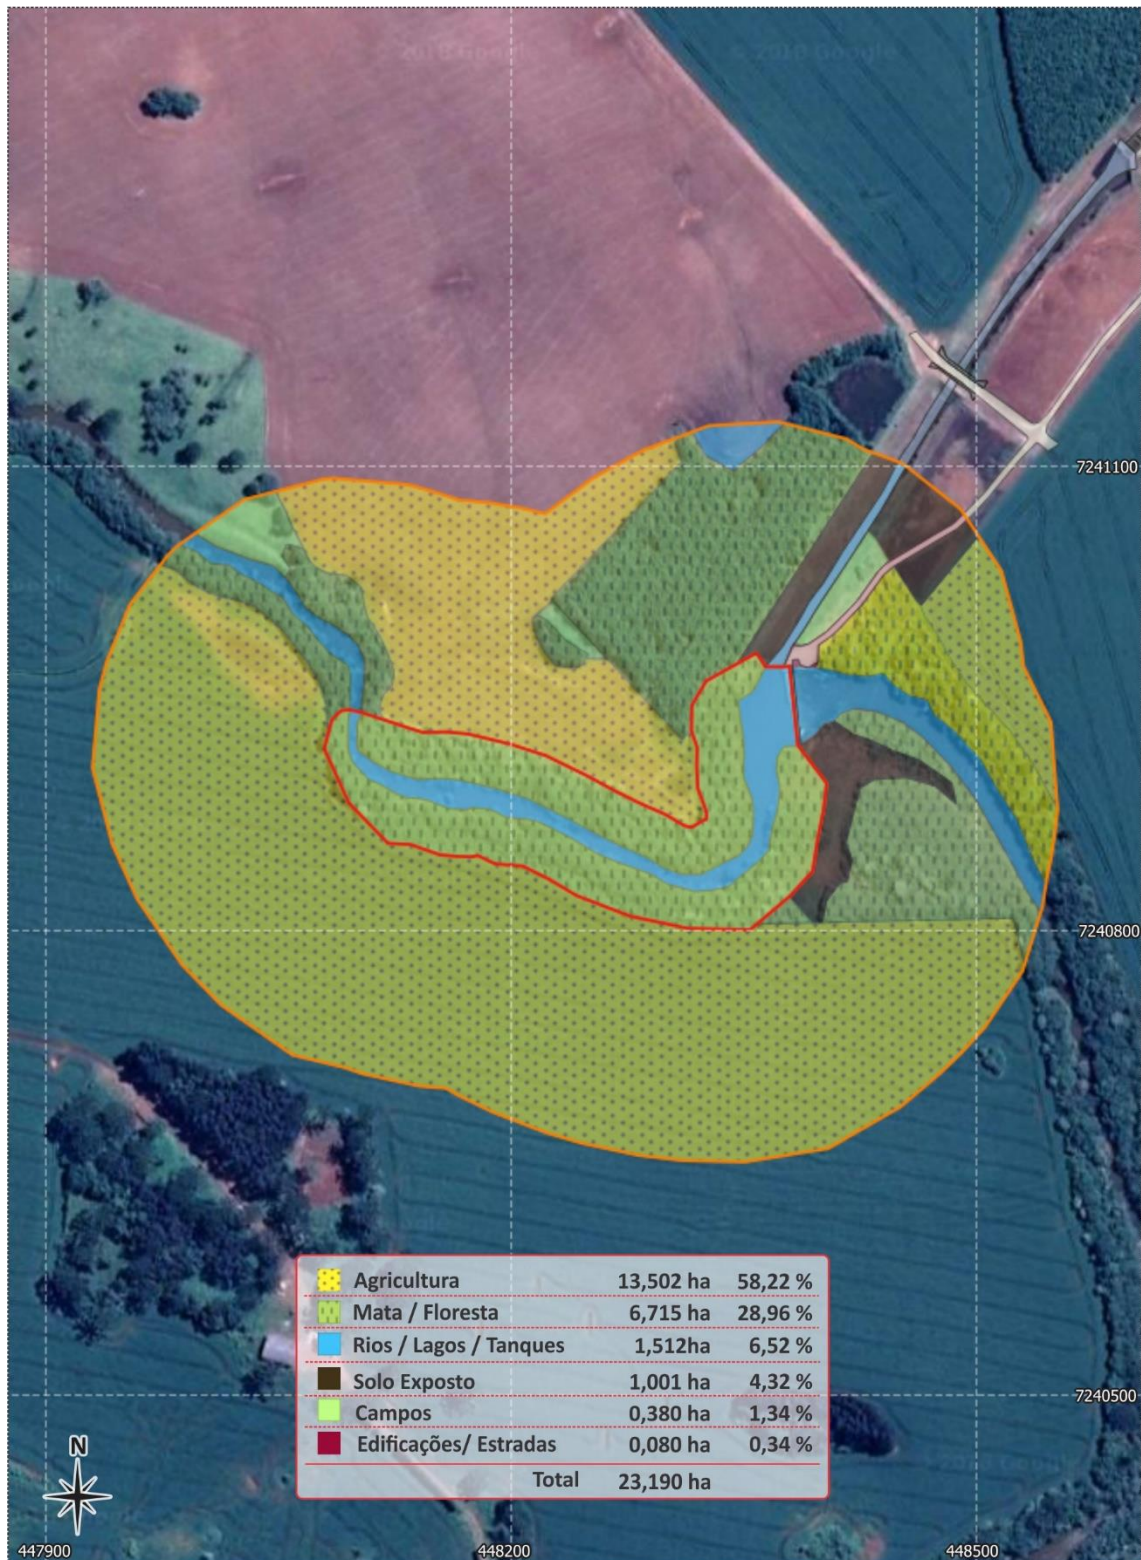 © 2018 Google
7241100
7240800
Agricultura 13,502 ha 58,22 %
Mata / Floresta 6,715 ha 28,96 %
Rios / Lagos / Tanques 1,512ha 6,52 %
Solo Exposto 1,001 ha 4,32 %
Campos 0,380 ha 1,34 %
Edificações/ Estradas 0,080 ha 0,34 %
Total 23,190 ha
7240500
N
447900
448200
448500